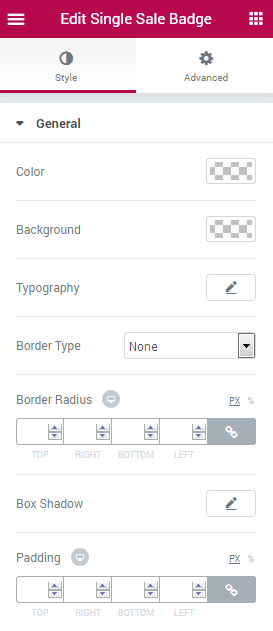 Edit Single Sale Badge
Style Advanced
General
Color
Background
Typography
Border Type None
Border Radius PX %
TOP RIGHT BOTTOM LEFT
Box Shadow
Padding PX %
TOP RIGHT BOTTOM LEFT